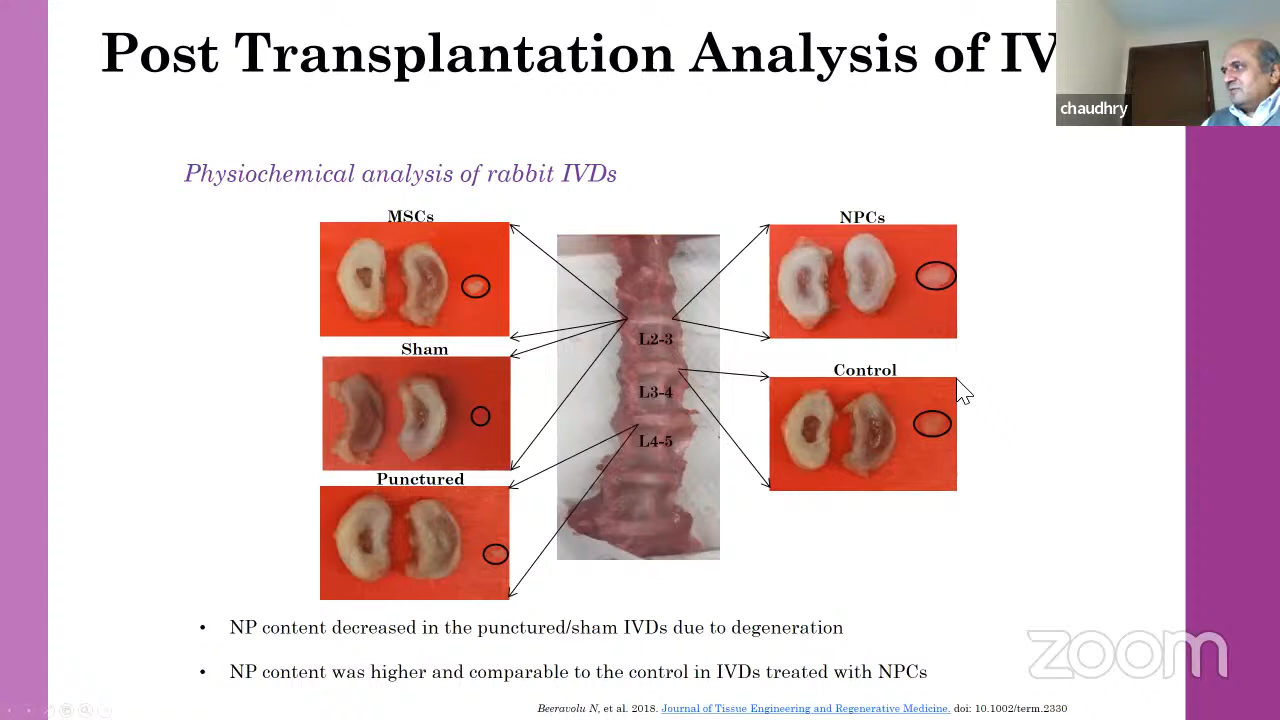 Post Transplantation Analysis of IV
chaudhry
Physiochemical analysis of rabbit IVDs
MSCs
NPCs
L2-3
Sham
Control
L3-4
L4-5
Punctured
• NP content decreased in the punctured/sham IVDs due to degeneration
• NP content was higher and comparable to the control in IVDs treated with NPCs
zoom
Beeravolu N, et al. 2018. Journal of Tissue Engineering and Regenerative Medicine. doi: 10.1002/term.2330